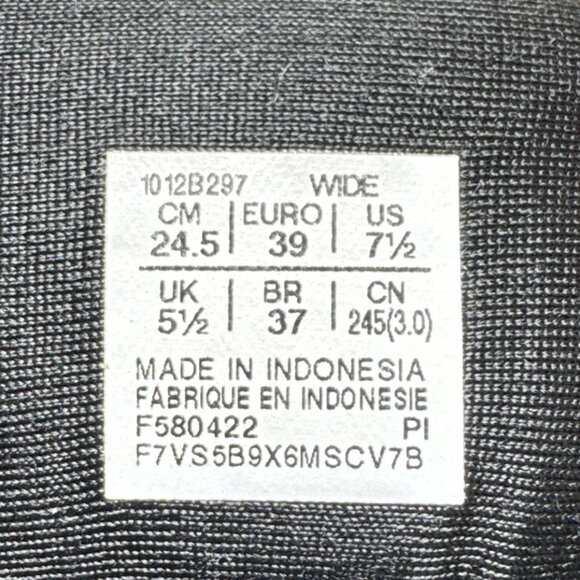 1012B297 WIDE
CM | EURO | US
24.5 | 39 | 7½
UK | BR | CN
5½ | 37 | 245(3.0)
MADE IN INDONESIA
FABRIQUE EN INDONESIE
F580422 PI
F7VS5B9X6MSCV7B